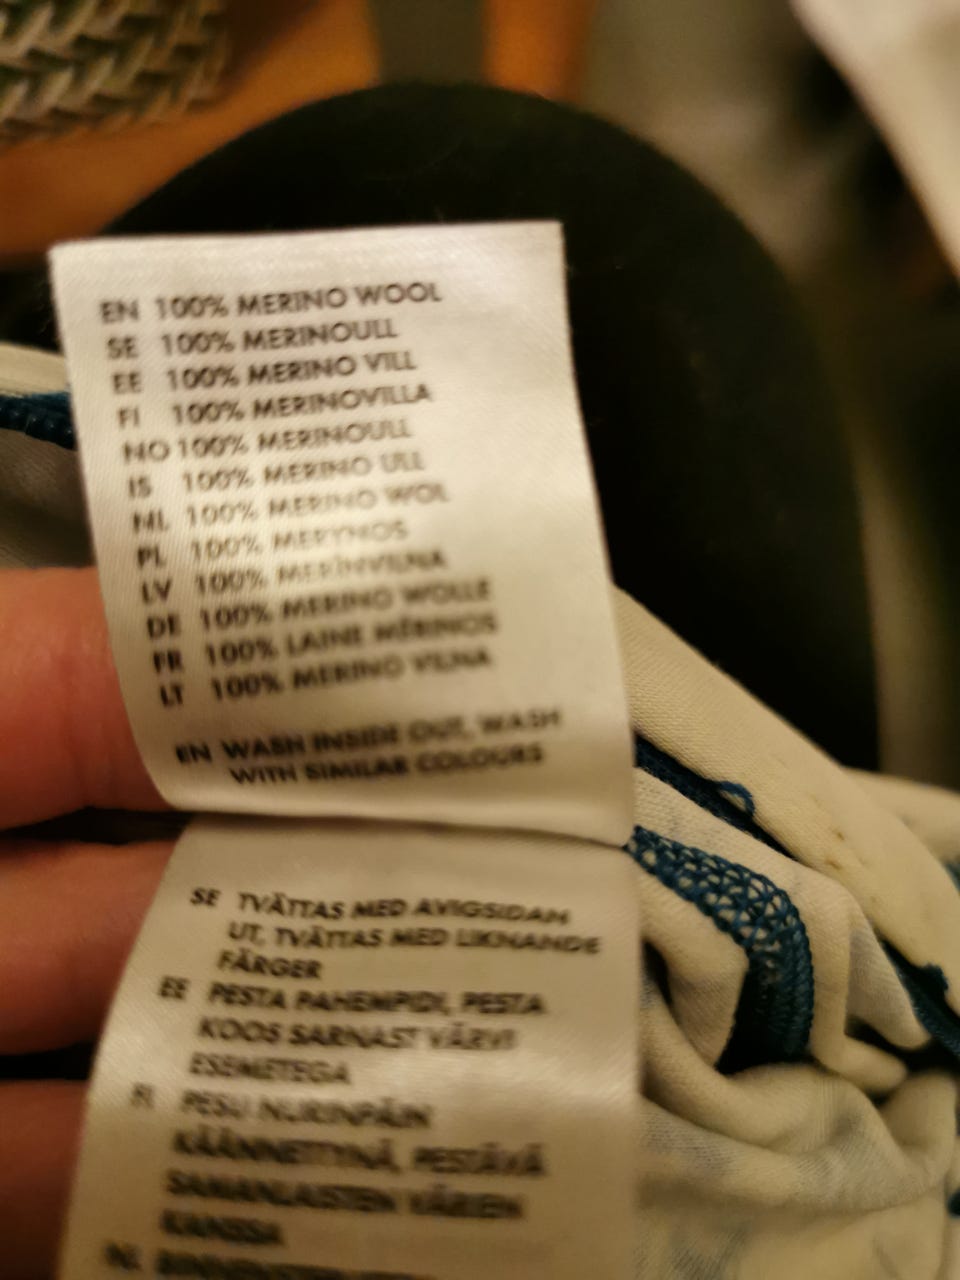 EN 100% MERINO WOOL
SE 100% MERINOULL
EE 100% MERINO VILL
FI 100% MERINOVILLA
NO 100% MERINOULL
IS 100% MERINO ULL
NL 100% MERINO WOL
PL 100% MERYNOS
LV 100% MERĪNVILNA
DE 100% MERINO WOLLE
FR 100% LAINE MÉRINOS
LT 100% MERINO VILNA
EN WASH INSIDE OUT, WASH
WITH SIMILAR COLOURS
SE TVÄTTAS MED AVIGSIDAN
UT, TVÄTTAS MED LIKNANDE
FÄRGER
EE PESTA PAHEMPIDI, PESTA
KOOS SARNAST VÄRVI
ESEMETEGA
FI PESU NURINPÄIN
KÄÄNNETTYNÄ, PESTÄVÄ
SAMANLAISTEN VÄRIEN
KANSSA